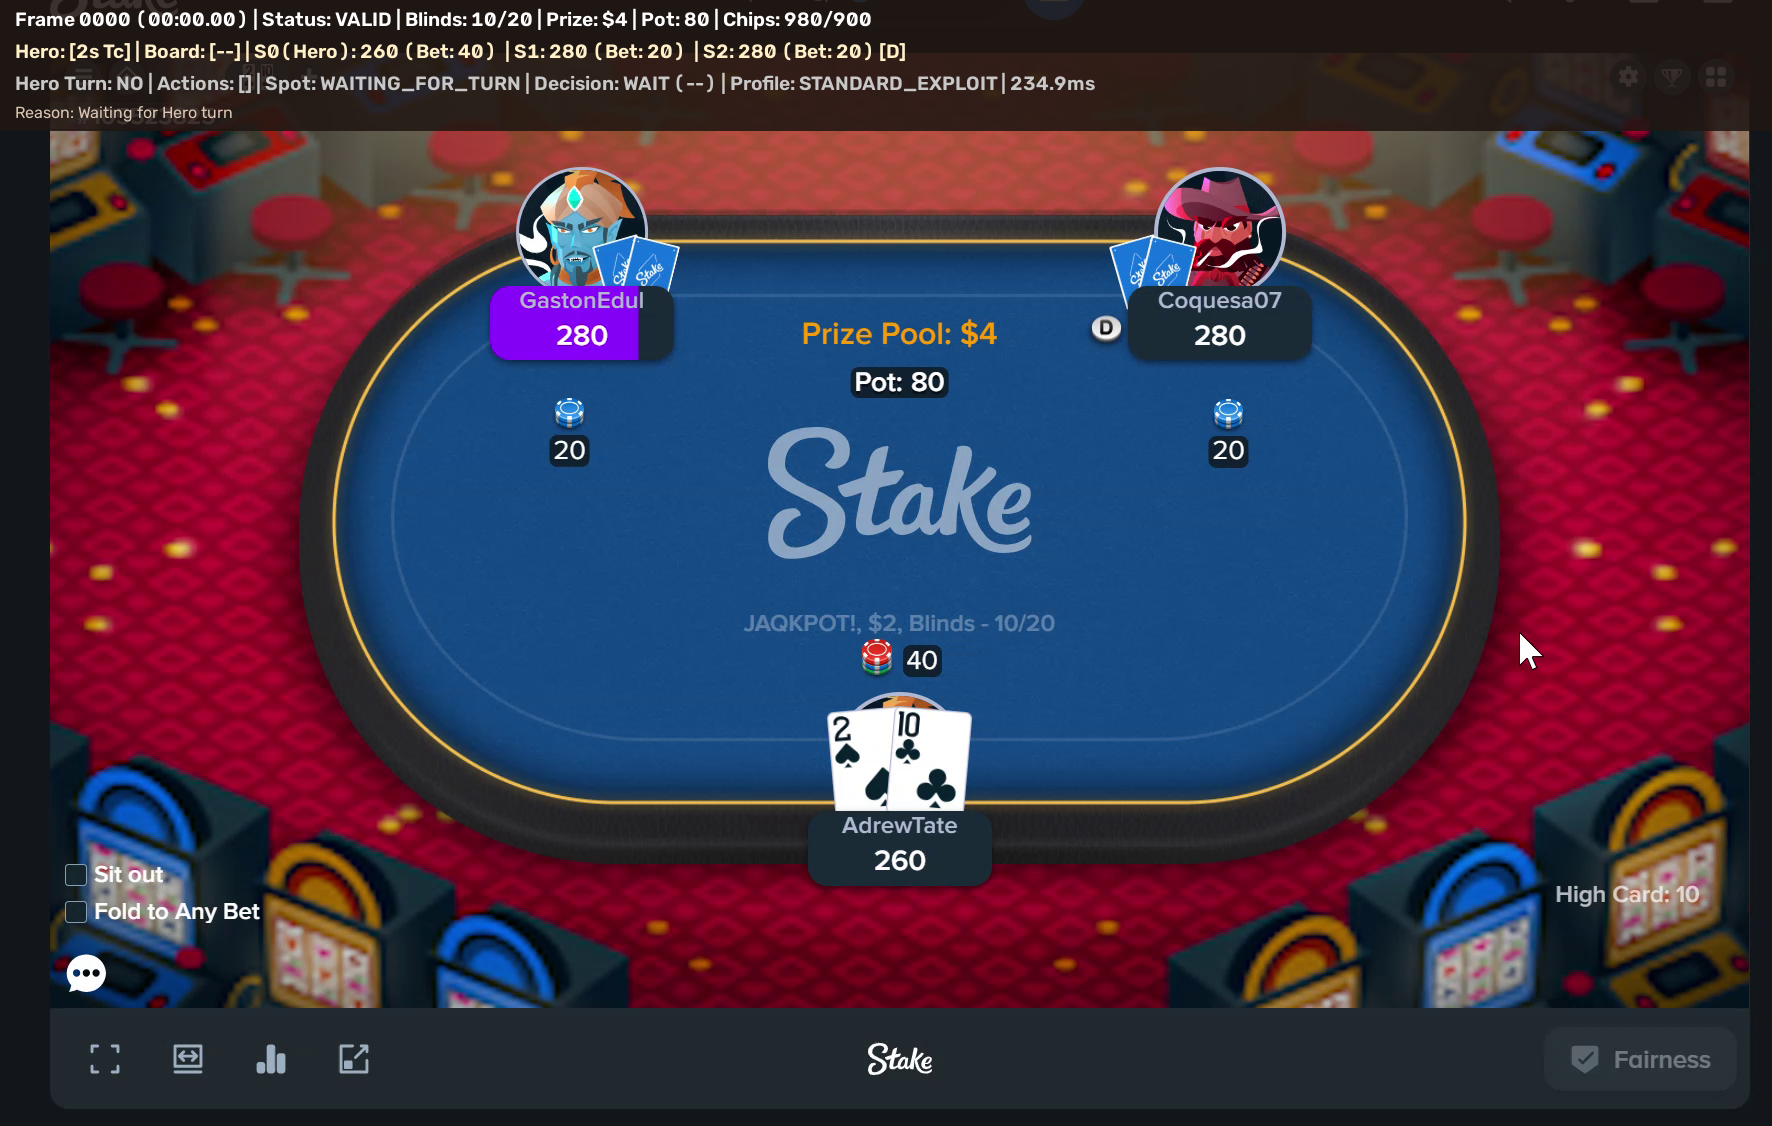 Frame 0000 (00:00.00) | Status: VALID | Blinds: 10/20 | Prize: $4 | Pot: 80 | Chips: 980/900
Hero: [2s Tc] | Board: [--] | S0(Hero): 260 (Bet: 40) | S1: 280 (Bet: 20) | S2: 280 (Bet: 20) [D]
Hero Turn: NO | Actions: [] | Spot: WAITING_FOR_TURN | Decision: WAIT (--) | Profile: STANDARD_EXPLOIT | 234.9ms
Reason: Waiting for Hero turn
Stake
Stake
GastonEdul
280
Coquesa07
280
D
Prize Pool: $4
Pot: 80
20
20
Stake
JAQKPOT!, $2, Blinds - 10/20
40
2
10
AdrewTate
260
Sit out
Fold to Any Bet
High Card: 10
Stake
Fairness